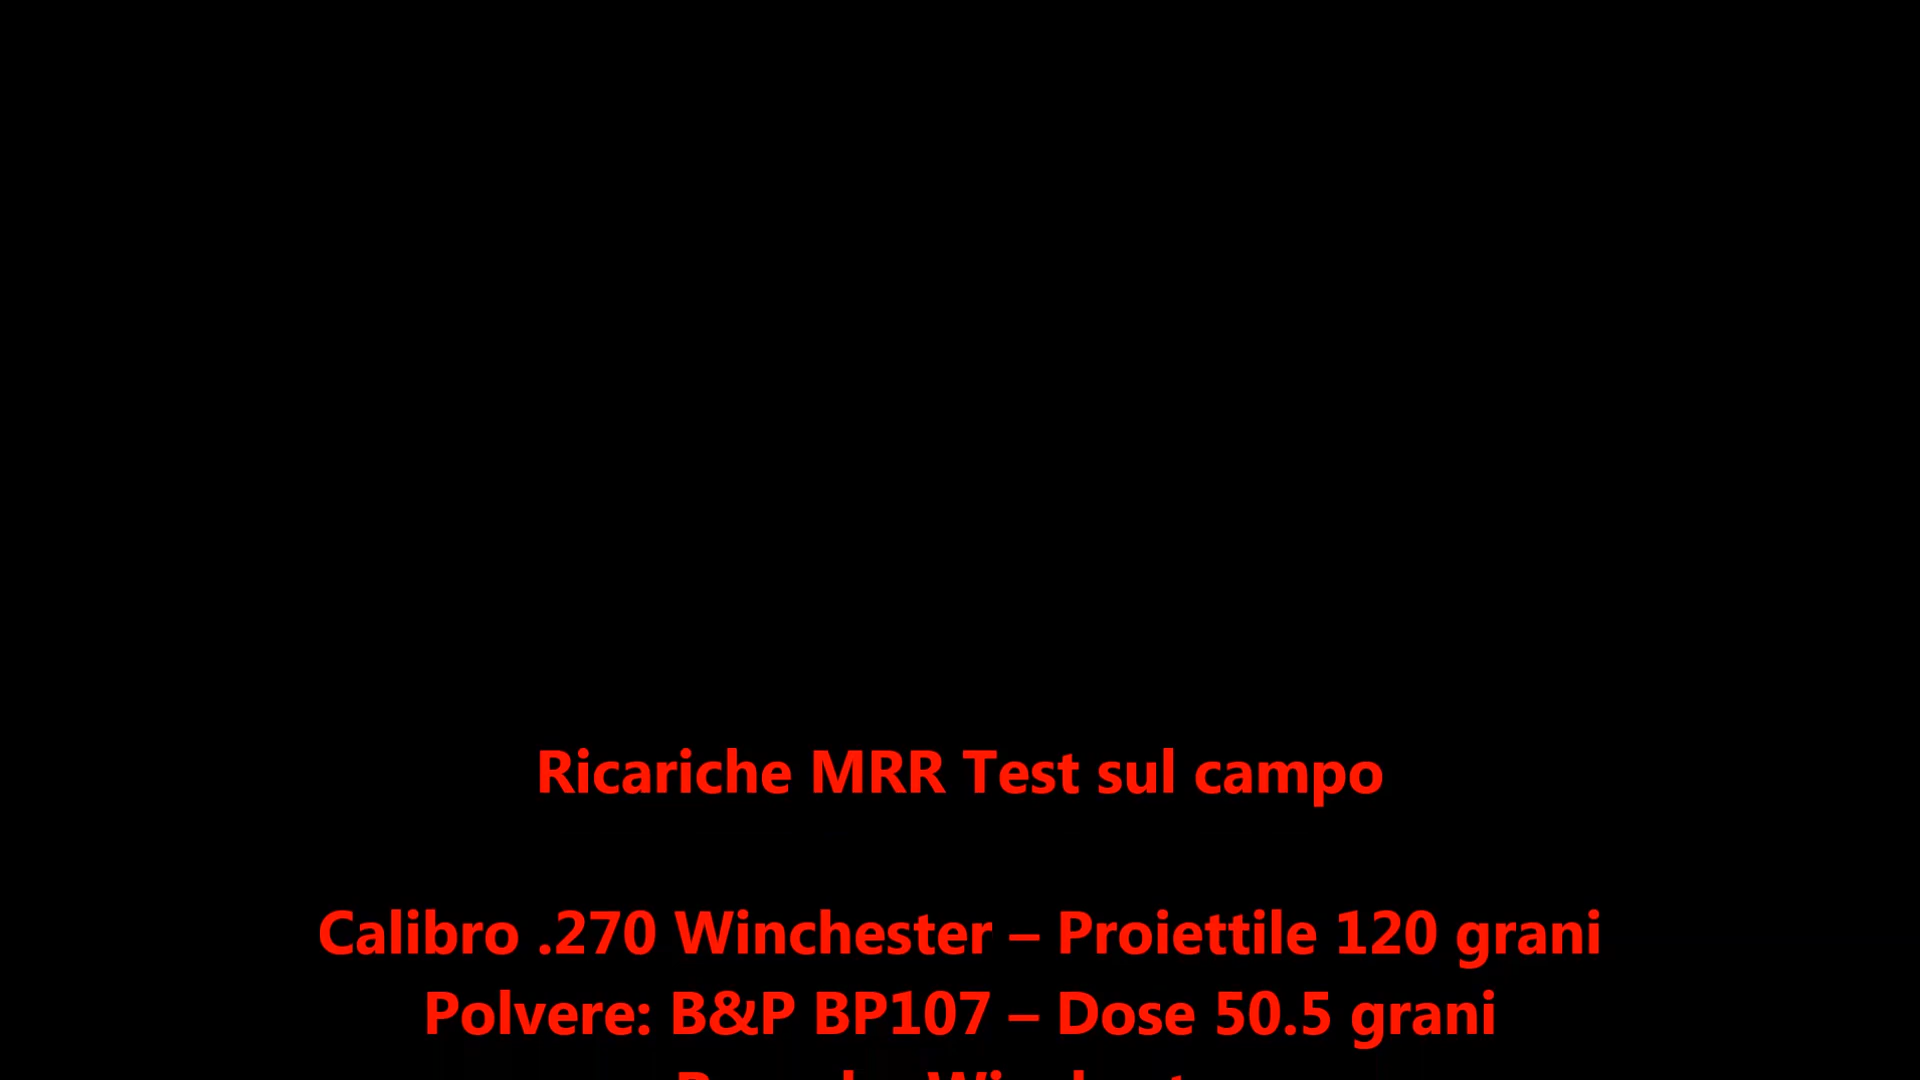 Ricariche MRR Test sul campo
Calibro .270 Winchester – Proiettile 120 grani
Polvere: B&P BP107 – Dose 50.5 grani